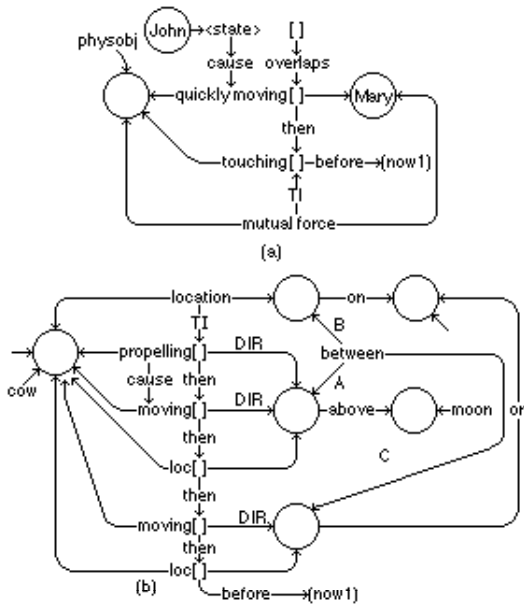 John <state> [ ]
physobj
cause overlaps
quickly moving[ ] Mary
then
touching[ ] before (now1)
TI
mutual force
(a)
location on
TI B
propelling[ ] DIR between
cow cause then A
moving[ ] DIR above moon on
then
loc[ ] C
then
moving[ ] DIR
then
loc[ ]
(b) before (now1)